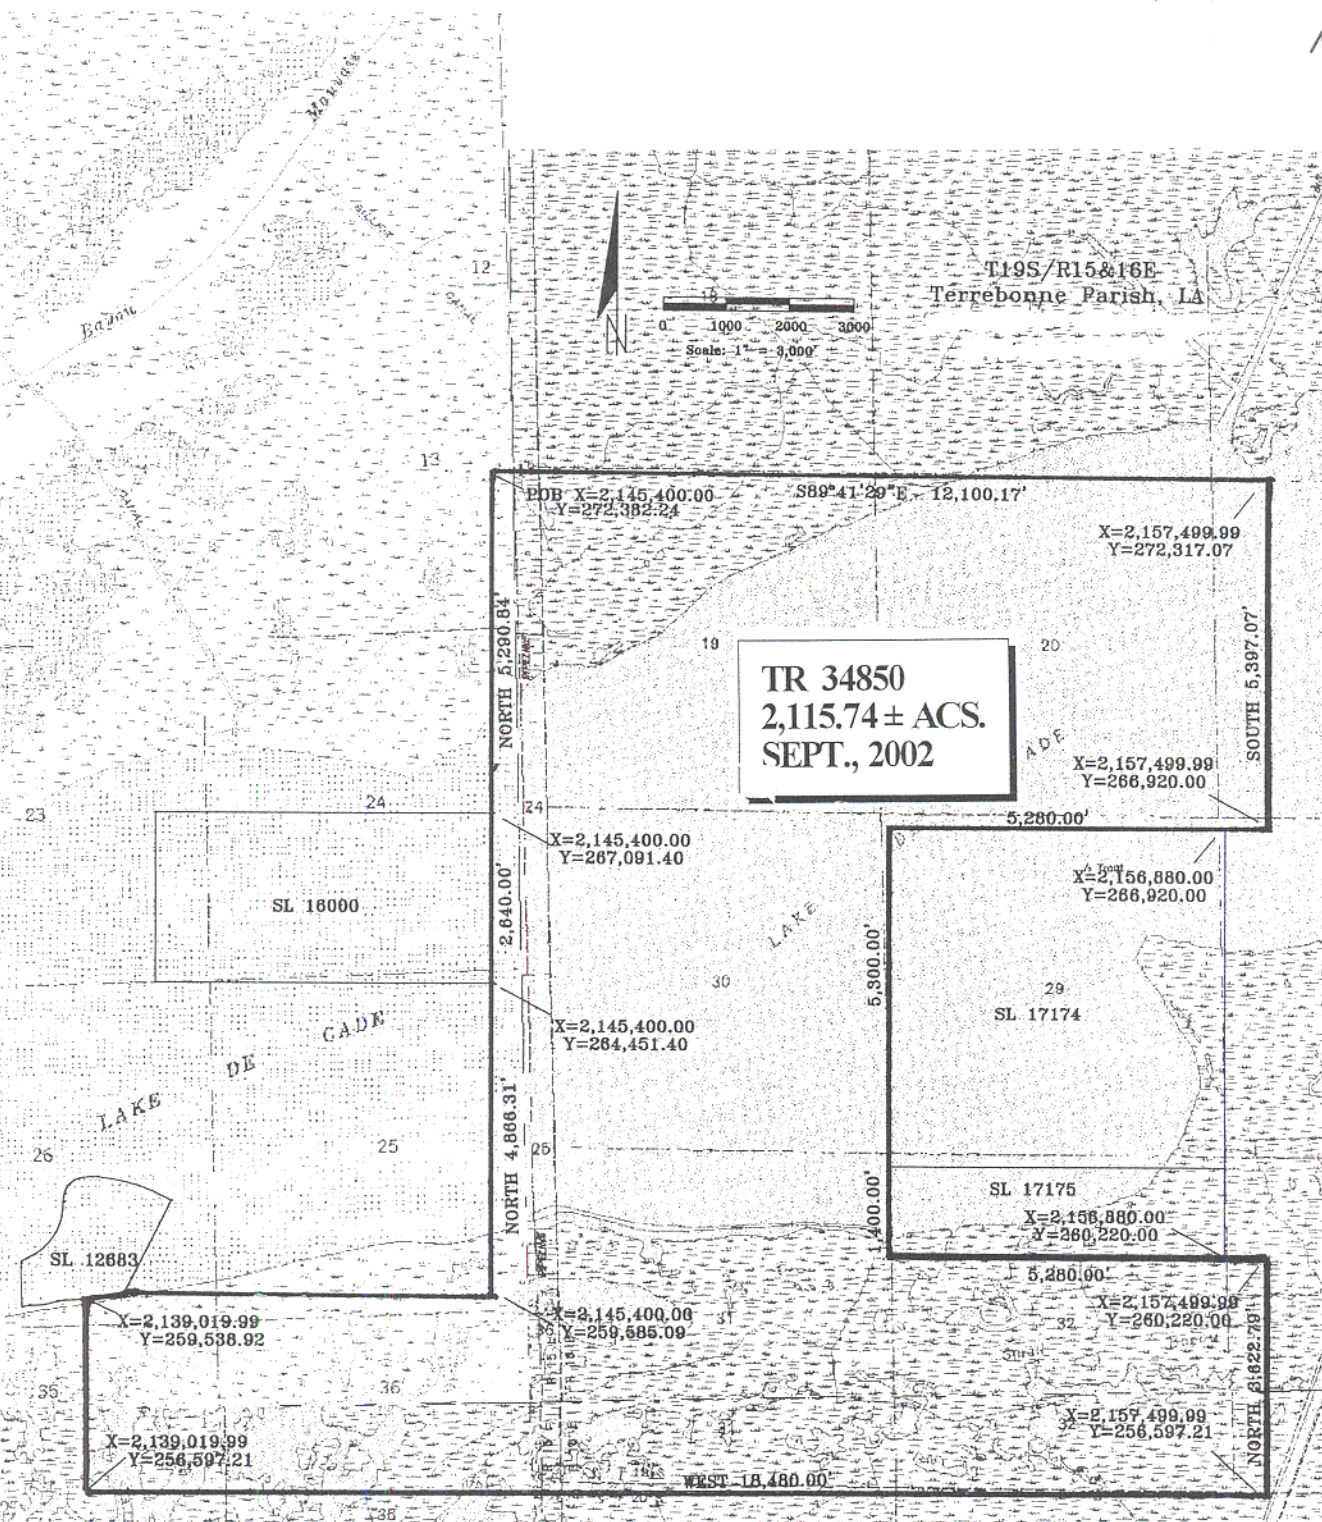 Mauvais
Bayou
CANAL
12
T19S/R15&16E
Terrebonne Parish, LA
18
0 1000 2000 3000
Scale: 1" = 3,000'
N
13
CANAL
POB X=2,145,400.00
Y=272,382.24
S89°41'29"E - 12,100.17'
X=2,157,499.99
Y=272,317.07
NORTH 5,290.84'
19
20
TR 34850
2,115.74± ACS.
SEPT., 2002
SOUTH 5,397.07'
ADE
X=2,157,499.99
Y=266,920.00
23
24
24
5,280.00'
D
X=2,145,400.00
Y=267,091.40
X=2,156,880.00
Y=266,920.00
SL 16000
2,640.00'
LAKE
5,300.00'
30
29
SL 17174
LAKE DE CADE
X=2,145,400.00
Y=264,451.40
26
25
NORTH 4,866.31'
25
SL 17175
1,400.00'
X=2,156,880.00
Y=260,220.00
SL 12683
5,280.00'
X=2,139,019.99
Y=259,538.92
X=2,145,400.00
Y=259,585.09
31
32
X=2,157,499.99
Y=260,220.00
NORTH 3,622.79'
35
36
X=2,139,019.99
Y=256,597.21
X=2,157,499.99
Y=256,597.21
WEST 18,480.00'
36